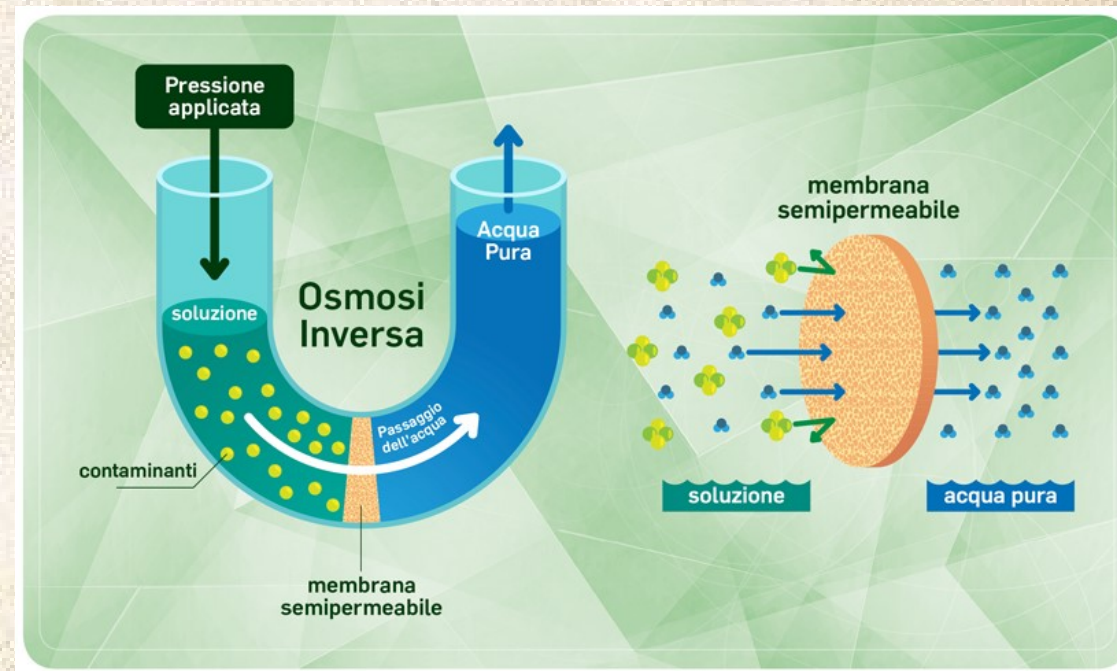 Pressione
applicata
soluzione
Osmosi
Inversa
Acqua
Pura
Passaggio
dell'acqua
contaminanti
membrana
semipermeabile
membrana
semipermeabile
soluzione
acqua pura